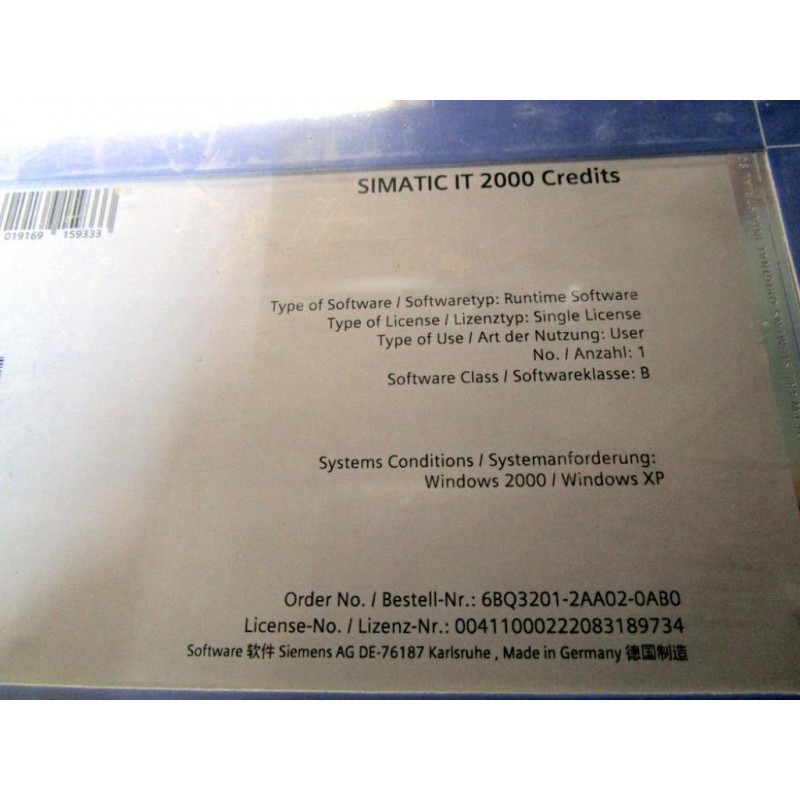 SIMATIC IT 2000 Credits
019169 159333
Type of Software / Softwaretyp: Runtime Software
Type of License / Lizenztyp: Single License
Type of Use / Art der Nutzung: User
No. / Anzahl: 1
Software Class / Softwareklasse: B
Systems Conditions / Systemanforderung:
Windows 2000 / Windows XP
Order No. / Bestell-Nr.: 6BQ3201-2AA02-0AB0
License-No. / Lizenz-Nr.: 00411000222083189734
Software 软件 Siemens AG DE-76187 Karlsruhe , Made in Germany 德国制造
SIEMENS ORIGINAL